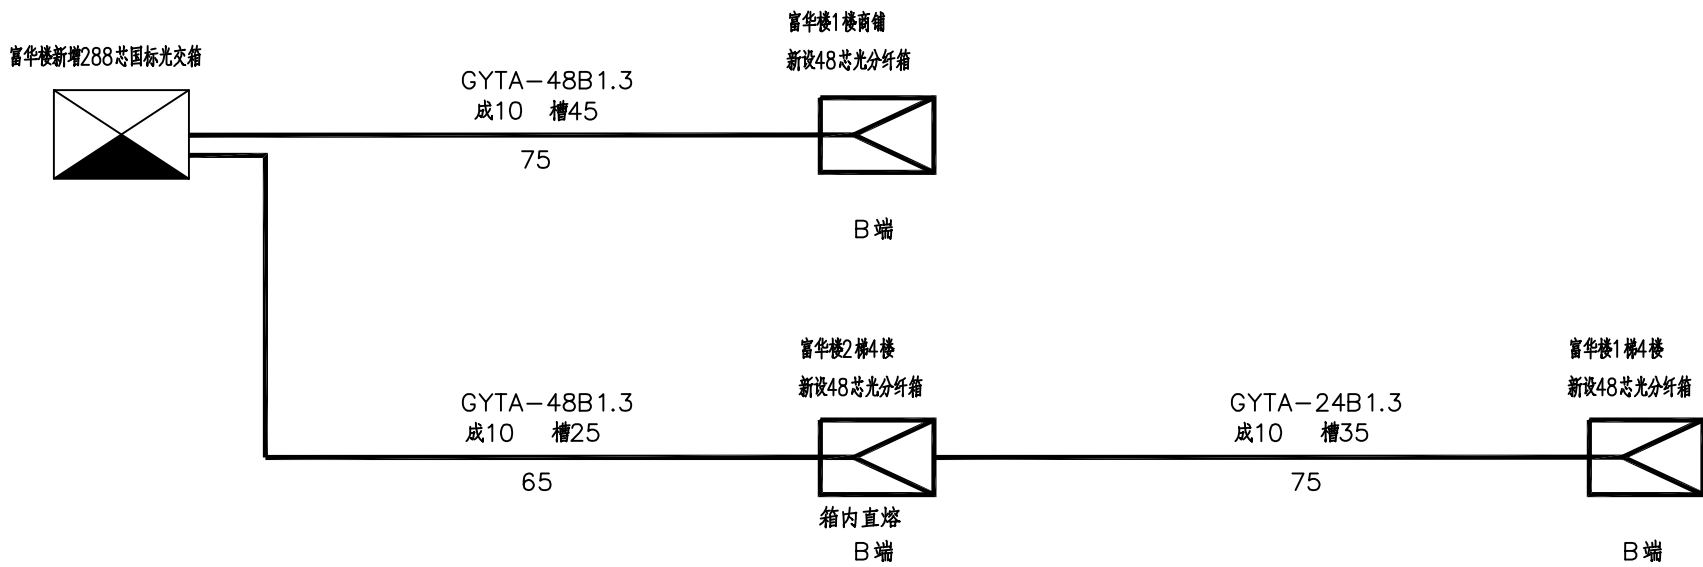 富华楼新增288芯国标光交箱
GYTA-48B1.3
成10 槽45
75
富华楼1楼商铺
新设48芯光分纤箱
B端
GYTA-48B1.3
成10 槽25
65
富华楼2梯4楼
新设48芯光分纤箱
箱内直熔
B端
GYTA-24B1.3
成10 槽35
75
富华楼1梯4楼
新设48芯光分纤箱
B端